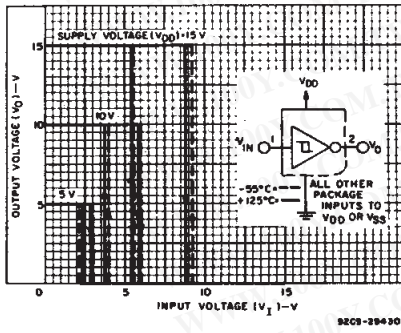 SUPPLY VOLTAGE (VDD)=15 V
15
10 V
10
5 V
5
0
5
10
15
OUTPUT VOLTAGE (VO)—V
INPUT VOLTAGE (VI)—V
VDD
VIN
1
2
VO
-55°C=
+125°C=
ALL OTHER
PACKAGE
INPUTS TO
VDD OR VSS
92CS-29430